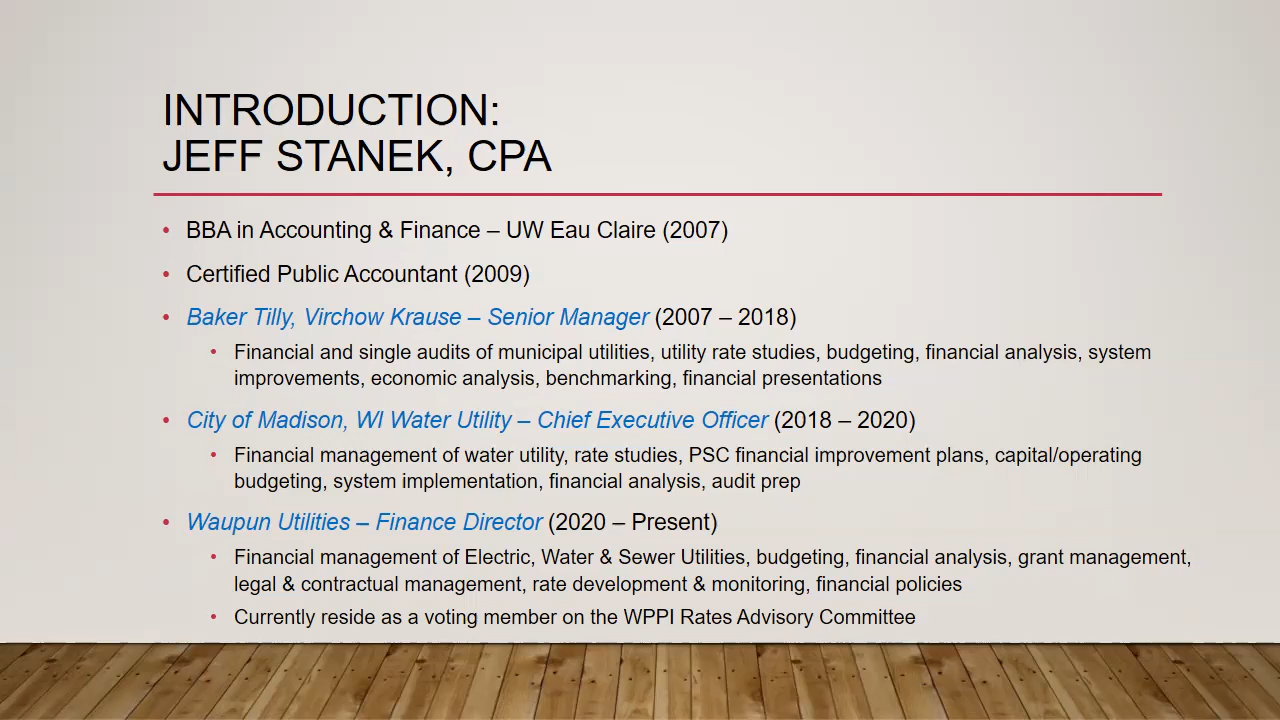 INTRODUCTION:
JEFF STANEK, CPA
• BBA in Accounting & Finance – UW Eau Claire (2007)
• Certified Public Accountant (2009)
• Baker Tilly, Virchow Krause – Senior Manager (2007 – 2018)
• Financial and single audits of municipal utilities, utility rate studies, budgeting, financial analysis, system
improvements, economic analysis, benchmarking, financial presentations
• City of Madison, WI Water Utility – Chief Executive Officer (2018 – 2020)
• Financial management of water utility, rate studies, PSC financial improvement plans, capital/operating
budgeting, system implementation, financial analysis, audit prep
• Waupun Utilities – Finance Director (2020 – Present)
• Financial management of Electric, Water & Sewer Utilities, budgeting, financial analysis, grant management,
legal & contractual management, rate development & monitoring, financial policies
• Currently reside as a voting member on the WPPI Rates Advisory Committee